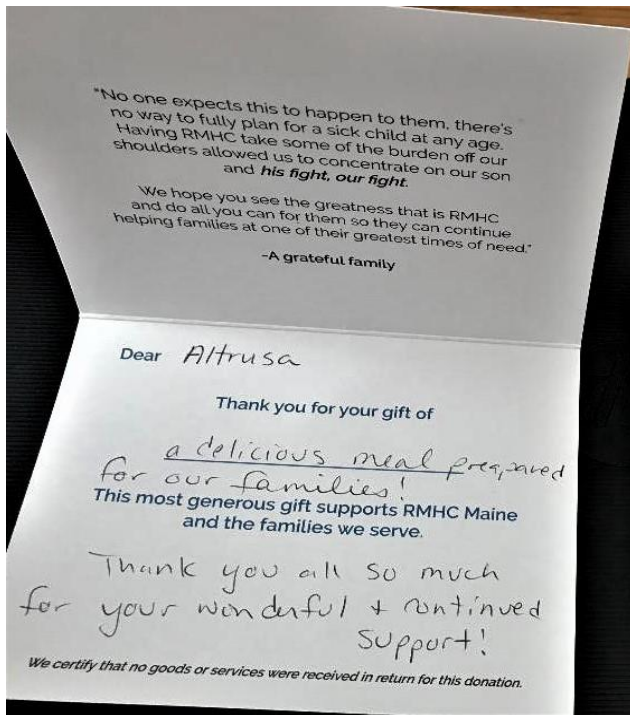 "No one expects this to happen to them, there's
no way to fully plan for a sick child at any age.
Having RMHC take some of the burden off our
shoulders allowed us to concentrate on our son
and his fight, our fight.
We hope you see the greatness that is RMHC
and do all you can for them so they can continue
helping families at one of their greatest times of need."
-A grateful family
Dear Altrusa
Thank you for your gift of
a delicious meal prepared
for our families!
This most generous gift supports RMHC Maine
and the families we serve.
Thank you all so much
for your wonderful + continued
support!
We certify that no goods or services were received in return for this donation.